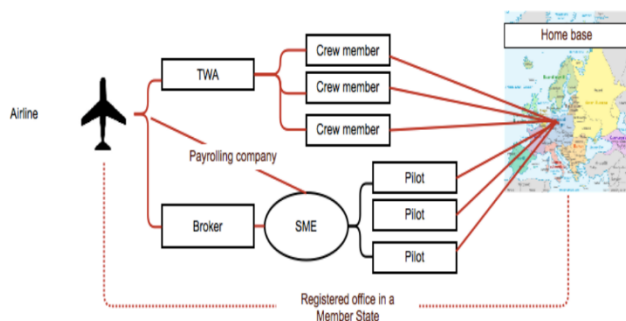 Home base
Crew member
TWA
Crew member
Airline
Crew member
Payrolling company
Pilot
Broker
SME
Pilot
Pilot
Registered office in a
Member State